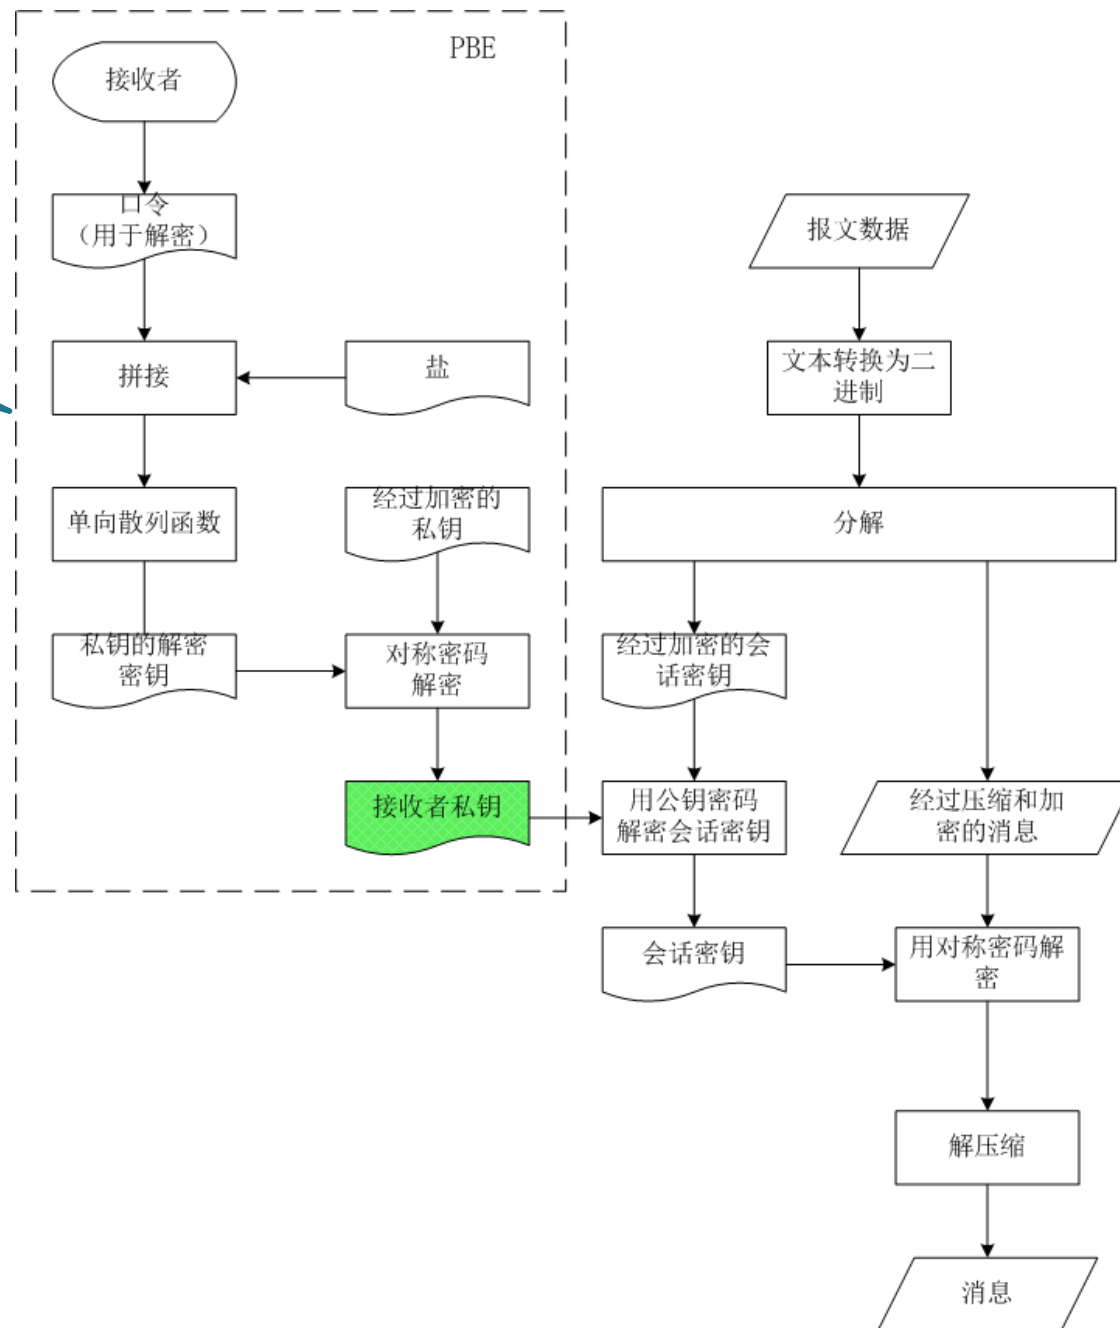 PBE
接收者
口令
(用于解密)
拼接
盐
单向散列函数
经过加密的
私钥
私钥的解密
密钥
对称密码
解密
接收者私钥
报文数据
文本转换为二
进制
分解
经过加密的会
话密钥
用公钥密码
解密会话密钥
经过压缩和加
密的消息
会话密钥
用对称密码解
密
解压缩
消息